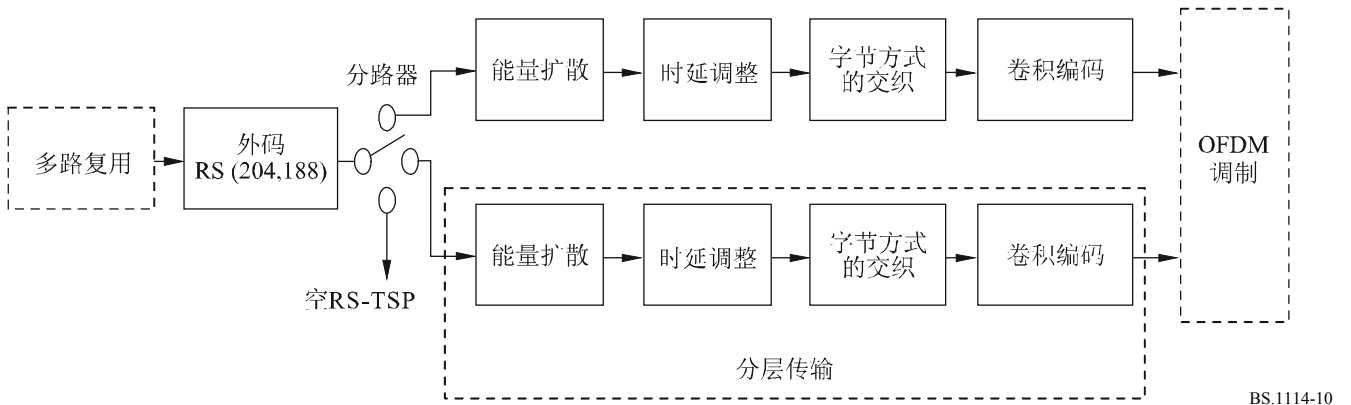 分路器
能量扩散
时延调整
字节方式
的交织
卷积编码
多路复用
外码
RS (204,188)
OFDM
调制
能量扩散
时延调整
字节方式
的交织
卷积编码
空RS-TSP
分层传输
BS.1114-10